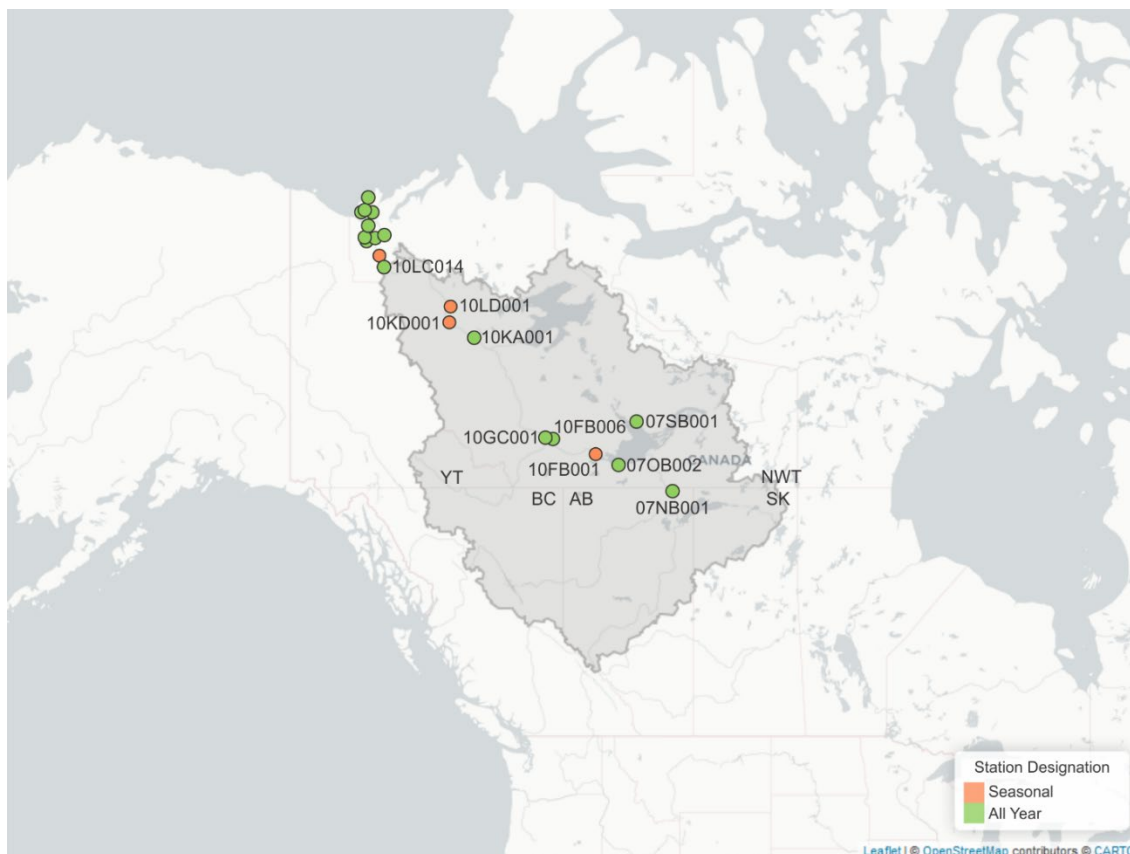 10LC014
10LD001
10KD001
10KA001
07SB001
10FB006
10GC001
10FB001
CANADA
07OB002
YT
NWT
BC
AB
SK
07NB001
Station Designation
Seasonal
All Year
Leaflet | © OpenStreetMap contributors © CARTO